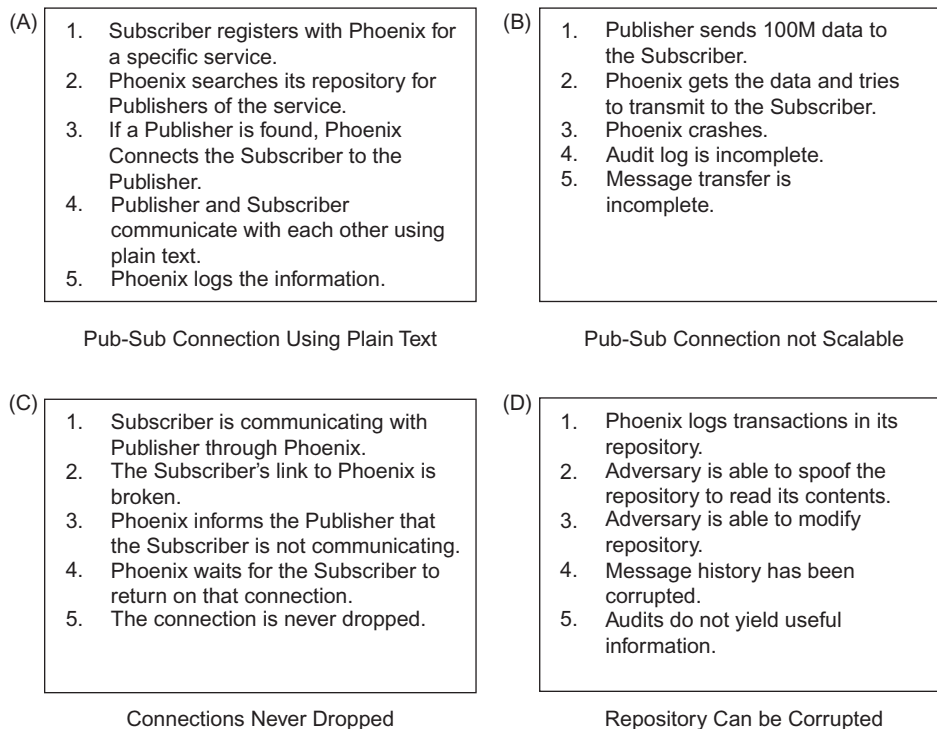 (A)
1. Subscriber registers with Phoenix for
a specific service.
2. Phoenix searches its repository for
Publishers of the service.
3. If a Publisher is found, Phoenix
Connects the Subscriber to the
Publisher.
4. Publisher and Subscriber
communicate with each other using
plain text.
5. Phoenix logs the information.
Pub-Sub Connection Using Plain Text
(B)
1. Publisher sends 100M data to
the Subscriber.
2. Phoenix gets the data and tries
to transmit to the Subscriber.
3. Phoenix crashes.
4. Audit log is incomplete.
5. Message transfer is
incomplete.
Pub-Sub Connection not Scalable
(C)
1. Subscriber is communicating with
Publisher through Phoenix.
2. The Subscriber's link to Phoenix is
broken.
3. Phoenix informs the Publisher that
the Subscriber is not communicating.
4. Phoenix waits for the Subscriber to
return on that connection.
5. The connection is never dropped.
Connections Never Dropped
(D)
1. Phoenix logs transactions in its
repository.
2. Adversary is able to spoof the
repository to read its contents.
3. Adversary is able to modify
repository.
4. Message history has been
corrupted.
5. Audits do not yield useful
information.
Repository Can be Corrupted